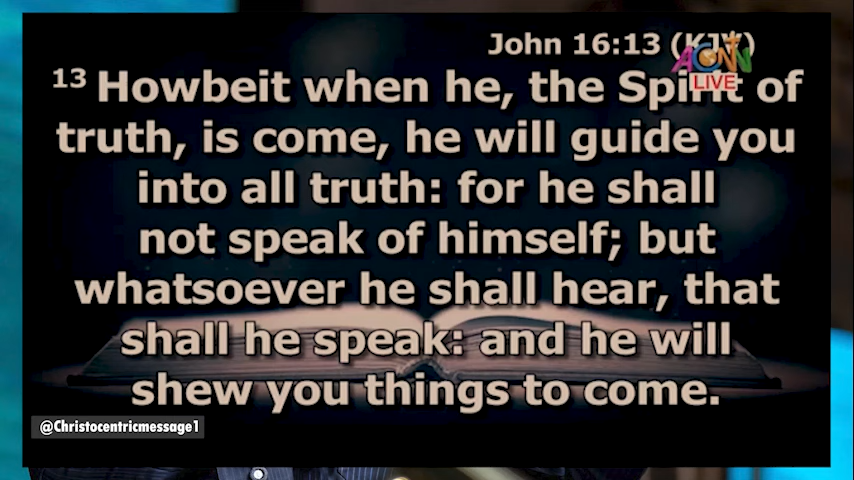 John 16:13 (KJV)
ACNN
LIVE
13 Howbeit when he, the Spirit of
truth, is come, he will guide you
into all truth: for he shall
not speak of himself; but
whatsoever he shall hear, that
shall he speak: and he will
shew you things to come.
@Christocentricmessage1